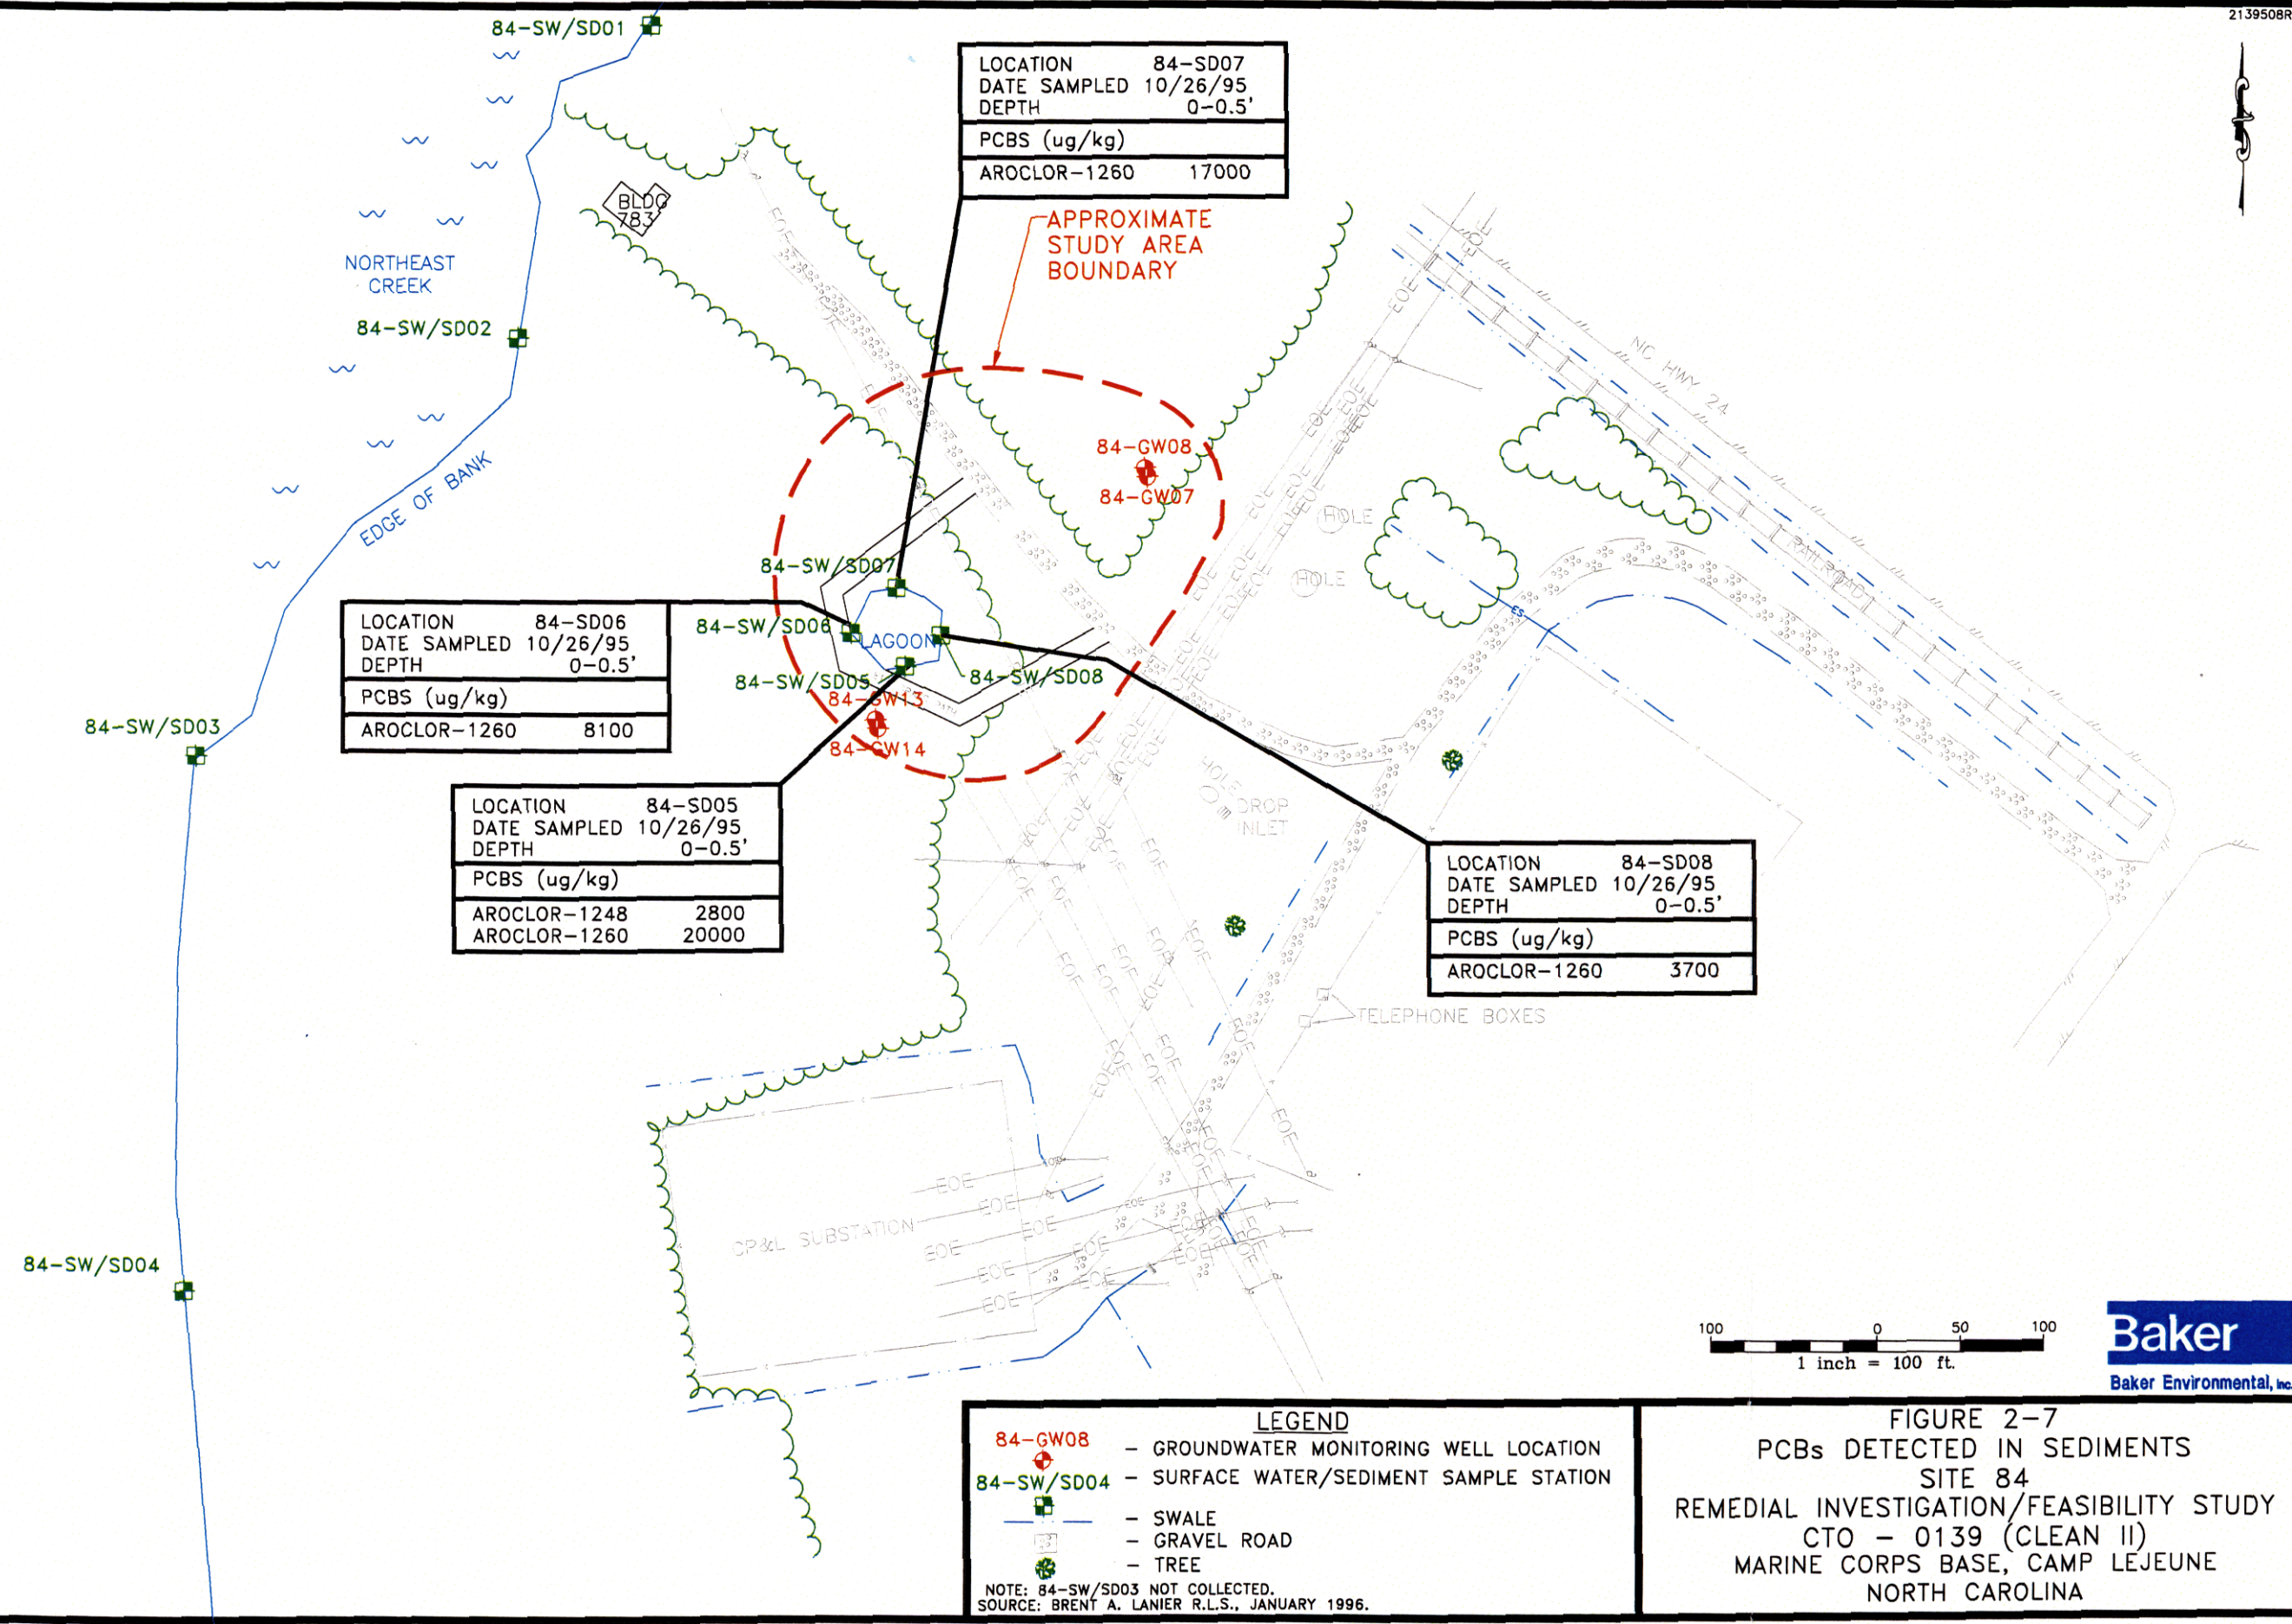 2139508R
84-SW/SD01
LOCATION 84-SD07
DATE SAMPLED 10/26/95
DEPTH 0-0.5'
PCBS (ug/kg)
AROCLOR-1260 17000
BLDG
783
APPROXIMATE
STUDY AREA
BOUNDARY
NORTHEAST
CREEK
84-SW/SD02
EDGE OF BANK
NC HWY 24
RAILROAD
84-GW08
84-GW07
HOLE
HOLE
ES
84-SW/SD07
84-SW/SD06
LAGOON
84-SW/SD05
84-SW/SD08
84-GW13
84-GW14
LOCATION 84-SD06
DATE SAMPLED 10/26/95
DEPTH 0-0.5'
PCBS (ug/kg)
AROCLOR-1260 8100
84-SW/SD03
LOCATION 84-SD05
DATE SAMPLED 10/26/95
DEPTH 0-0.5'
PCBS (ug/kg)
AROCLOR-1248 2800
AROCLOR-1260 20000
HOLE
DROP
INLET
LOCATION 84-SD08
DATE SAMPLED 10/26/95
DEPTH 0-0.5'
PCBS (ug/kg)
AROCLOR-1260 3700
TELEPHONE BOXES
CP&L SUBSTATION
84-SW/SD04
100 0 50 100
1 inch = 100 ft.
Baker
Baker Environmental, Inc.
LEGEND
84-GW08
- GROUNDWATER MONITORING WELL LOCATION
84-SW/SD04 - SURFACE WATER/SEDIMENT SAMPLE STATION
- SWALE
- GRAVEL ROAD
- TREE
NOTE: 84-SW/SD03 NOT COLLECTED.
SOURCE: BRENT A. LANIER R.L.S., JANUARY 1996.
FIGURE 2-7
PCBs DETECTED IN SEDIMENTS
SITE 84
REMEDIAL INVESTIGATION/FEASIBILITY STUDY
CTO - 0139 (CLEAN II)
MARINE CORPS BASE, CAMP LEJEUNE
NORTH CAROLINA